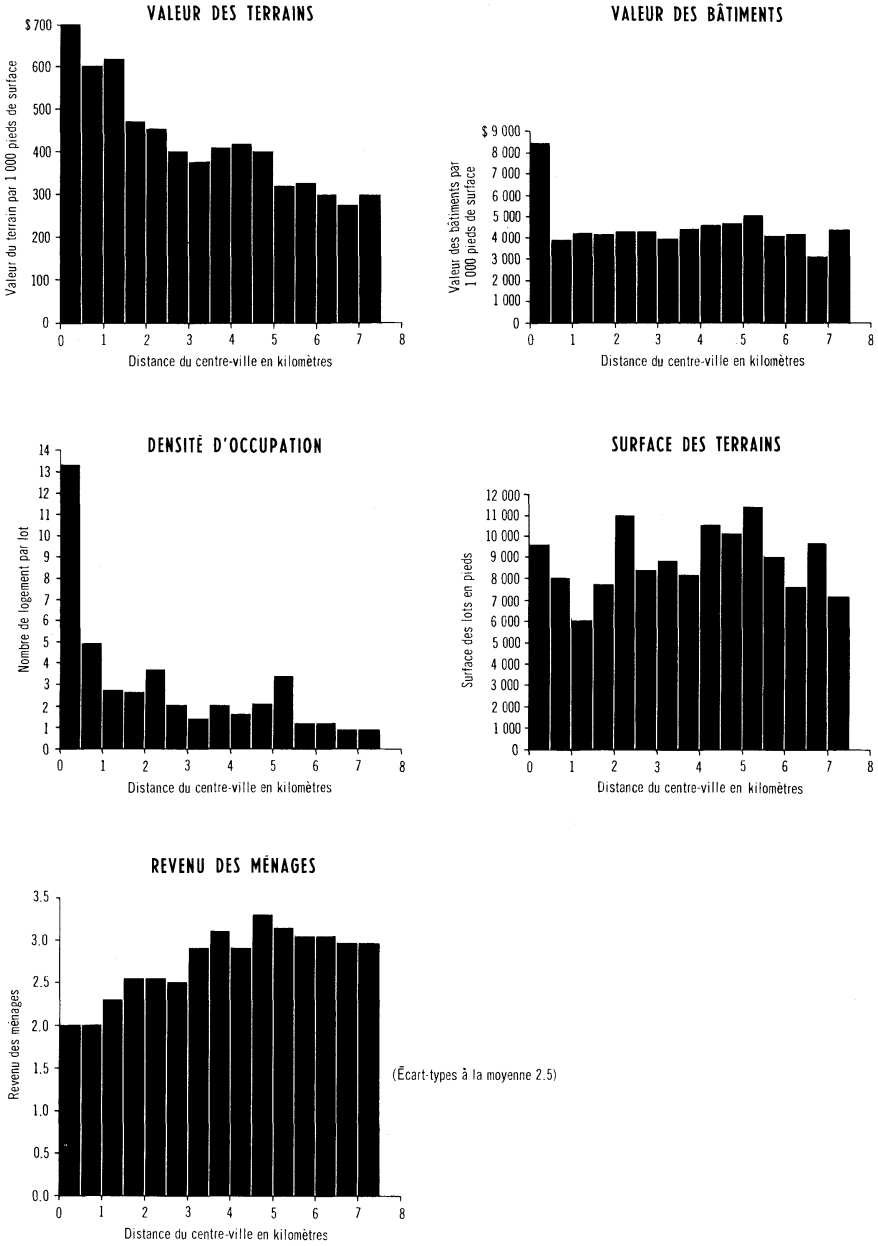 VALEUR DES TERRAINS
$ 700
600
500
400
300
200
100
0
Valeur du terrain par 1 000 pieds de surface
0 1 2 3 4 5 6 7 8
Distance du centre-ville en kilomètres
VALEUR DES BÂTIMENTS
$ 9 000
8 000
7 000
6 000
5 000
4 000
3 000
2 000
1 000
0
Valeur des bâtiments par
1 000 pieds de surface
0 1 2 3 4 5 6 7 8
Distance du centre-ville en kilomètres
DENSITÉ D'OCCUPATION
14
13
12
11
10
9
8
7
6
5
4
3
2
1
0
Nombre de logement par lot
0 1 2 3 4 5 6 7 8
Distance du centre-ville en kilomètres
SURFACE DES TERRAINS
12 000
11 000
10 000
9 000
8 000
7 000
6 000
5 000
4 000
3 000
2 000
1 000
0
Surface des lots en pieds
0 1 2 3 4 5 6 7 8
Distance du centre-ville en kilomètres
REVENU DES MÉNAGES
3.5
3.0
2.5
2.0
1.5
1.0
0.5
0.0
Revenu des ménages
0 1 2 3 4 5 6 7 8
Distance du centre-ville en kilomètres
(Écart-types à la moyenne 2.5)